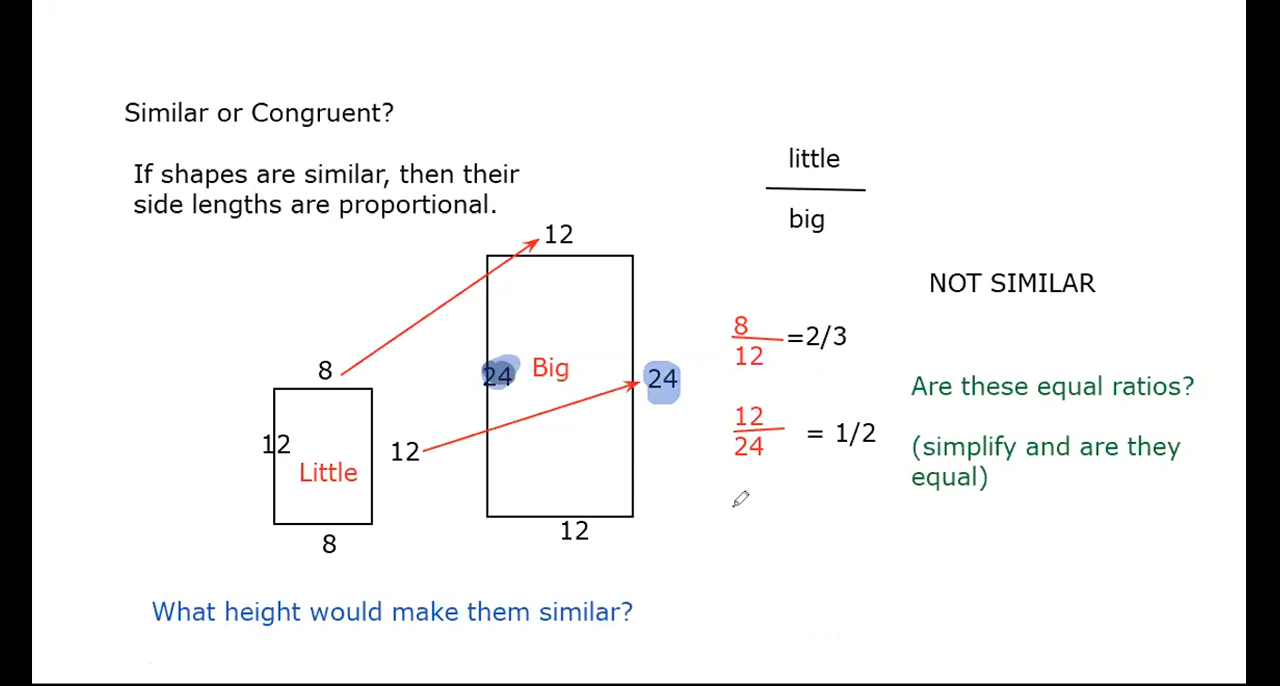 Similar or Congruent?
If shapes are similar, then their
side lengths are proportional.
little
big
12
NOT SIMILAR
8
12
=2/3
8
24
Big
24
Are these equal ratios?
12
24
= 1/2
12
12
Little
(simplify and are they
equal)
12
8
What height would make them similar?